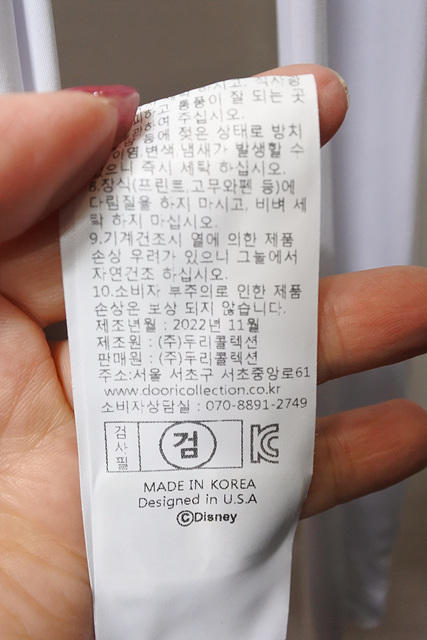 통풍이 잘 되는 곳
하여 주십시오.
등에 젖은 상태로 방치
이염,변색,냄새가 발생할 수
있으니 즉시 세탁 하십시오.
8.장식(프린트,고무와펜 등)에
다림질을 하지 마시고, 비벼 세
탁 하지 마십시오.
9.기계건조시 열에 의한 제품
손상 우려가 있으니 그늘에서
자연건조 하십시오.
10.소비자 부주의로 인한 제품
손상은 보상 되지 않습니다.
제조년월 : 2022년 11월
제조원 : (주)두리콜렉션
판매원 : (주)두리콜렉션
주소:서울 서초구 서초중앙로61
www.dooricollection.co.kr
소비자상담실 : 070-8891-2749
검사필
검
KC
MADE IN KOREA
Designed in U.S.A
©Disney